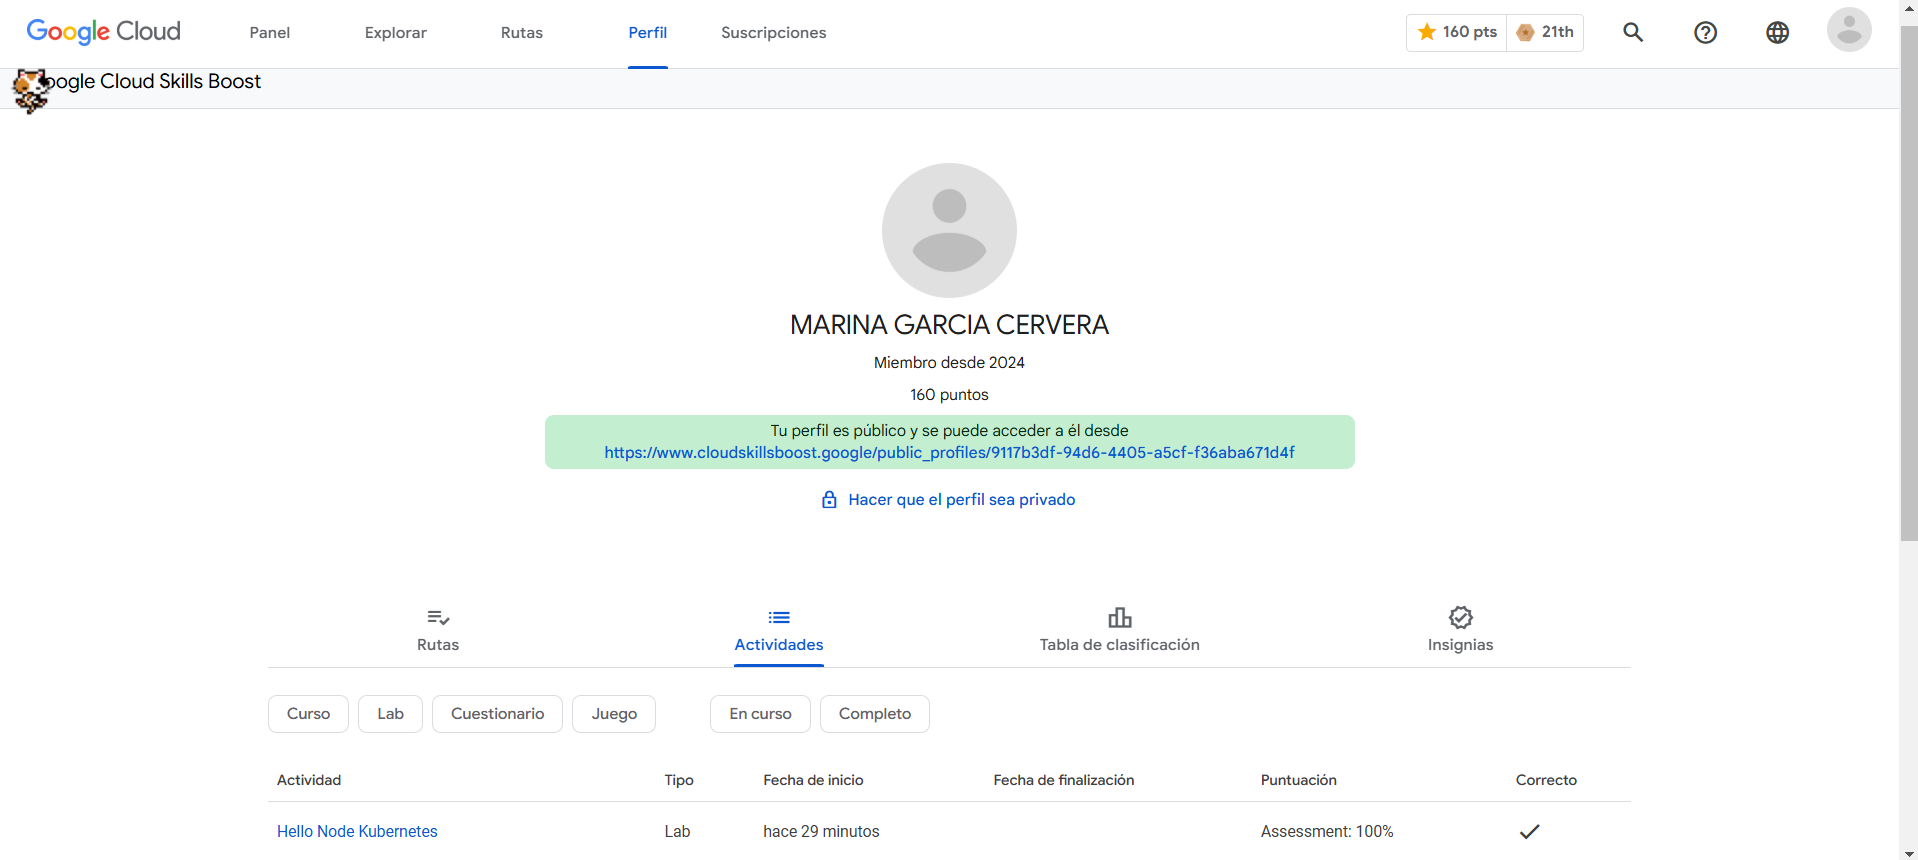 Google Cloud
Panel
Explorar
Rutas
Perfil
Suscripciones
160 pts
21th
oogle Cloud Skills Boost
MARINA GARCIA CERVERA
Miembro desde 2024
160 puntos
Tu perfil es público y se puede acceder a él desde
https://www.cloudskillsboost.google/public_profiles/9117b3df-94d6-4405-a5cf-f36aba671d4f
Hacer que el perfil sea privado
Rutas
Actividades
Tabla de clasificación
Insignias
Curso
Lab
Cuestionario
Juego
En curso
Completo
Actividad Tipo Fecha de inicio Fecha de finalización Puntuación Correcto
Hello Node Kubernetes Lab hace 29 minutos Assessment: 100%